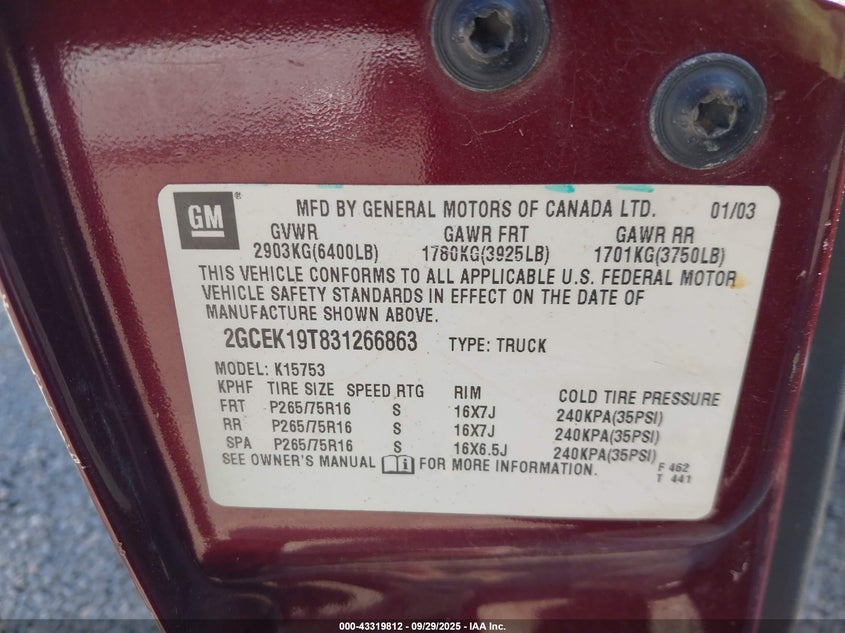 GM ® MFD BY GENERAL MOTORS OF CANADA LTD. 01/03
GVWR GAWR FRT GAWR RR
2903KG(6400LB) 1780KG(3925LB) 1701KG(3750LB)
THIS VEHICLE CONFORMS TO ALL APPLICABLE U.S. FEDERAL MOTOR
VEHICLE SAFETY STANDARDS IN EFFECT ON THE DATE OF
MANUFACTURE SHOWN ABOVE.
2GCEK19T831266863 TYPE: TRUCK
MODEL: K15753
KPHF TIRE SIZE SPEED RTG RIM COLD TIRE PRESSURE
FRT P265/75R16 S 16X7J 240KPA(35PSI)
RR P265/75R16 S 16X7J 240KPA(35PSI)
SPA P265/75R16 S 16X6.5J 240KPA(35PSI)
SEE OWNER'S MANUAL FOR MORE INFORMATION.
F 462
T 441
000-43319812 - 09/29/2025 - IAA Holdings, LLC.